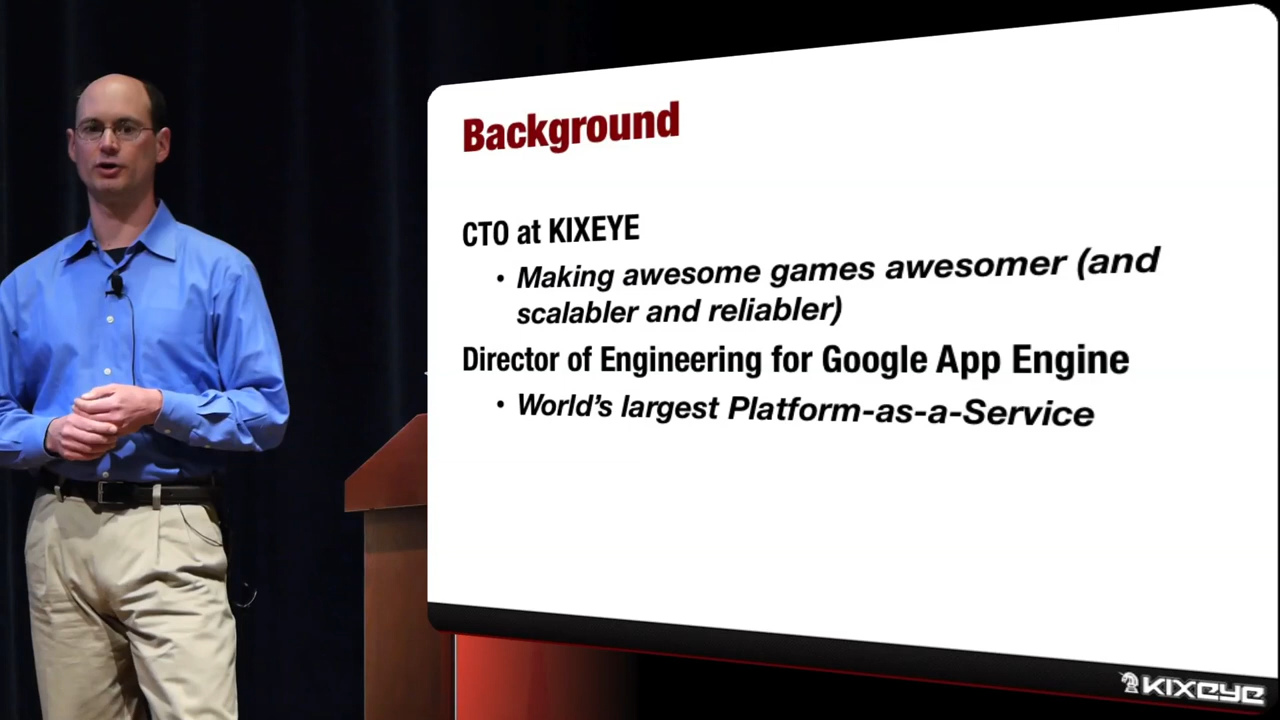 Background
CTO at KIXEYE
• Making awesome games awesomer (and
scalabler and reliabler)
Director of Engineering for Google App Engine
• World's largest Platform-as-a-Service
KIXEYE